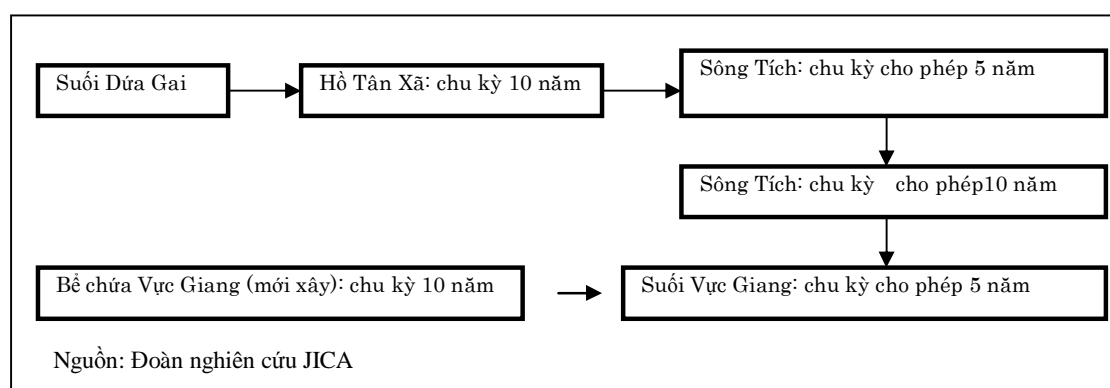 Suối Dứa Gai
Hồ Tân Xã: chu kỳ 10 năm
Sông Tích: chu kỳ cho phép 5 năm
Sông Tích: chu kỳ cho phép10 năm
Bể chứa Vực Giang (mới xây): chu kỳ 10 năm
Suối Vực Giang: chu kỳ cho phép 5 năm
Nguồn: Đoàn nghiên cứu JICA